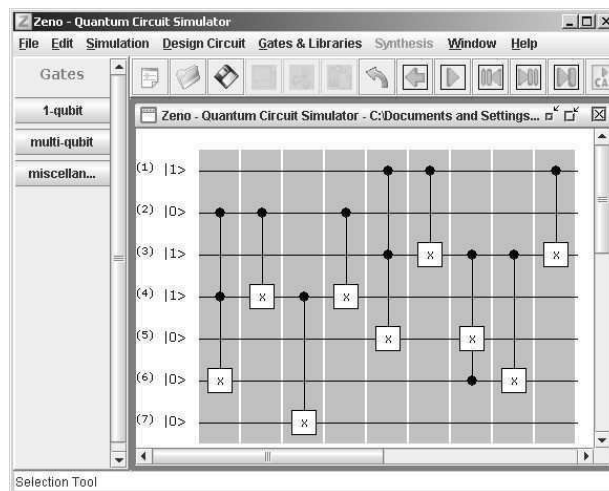 Zeno - Quantum Circuit Simulator
File Edit Simulation Design Circuit Gates & Libraries Synthesis Window Help
Gates
1-qubit
multi-qubit
miscellan...
CA
Zeno - Quantum Circuit Simulator - C:\Documents and Settings...
(1) |1>
(2) |0>
(3) |1> X
(4) |1> X X
(5) |0> X X
(6) |0> X X
(7) |0> X
Selection Tool